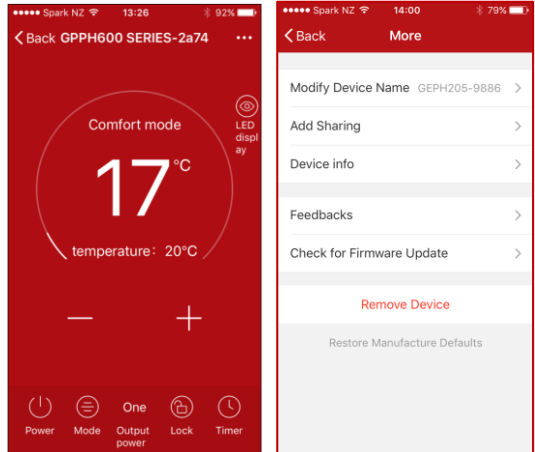 Spark NZ 13:26 92%
Back GPPH600 SERIES-2a74 •••
Comfort mode
LED
displ
ay
17°C
temperature: 20°C
— +
One
Power Mode Output power Lock Timer
Spark NZ 14:00 79%
Back More
Modify Device Name GEPH205-9886
Add Sharing
Device info
Feedbacks
Check for Firmware Update
Remove Device
Restore Manufacture Defaults